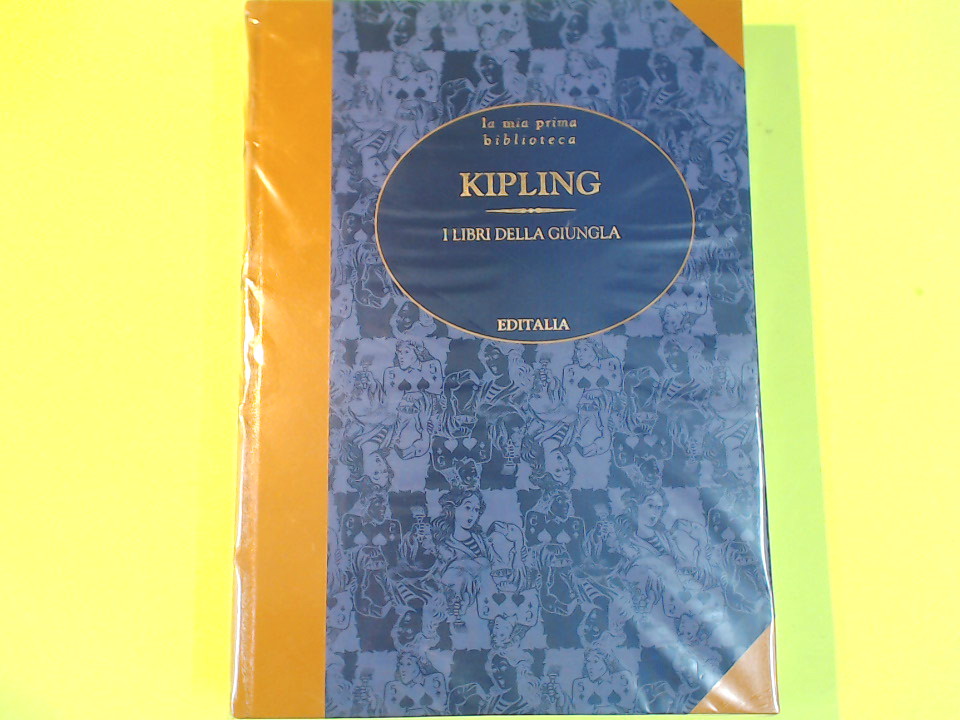 la mia prima
biblioteca
KIPLING
I LIBRI DELLA GIUNGLA
EDITALIA